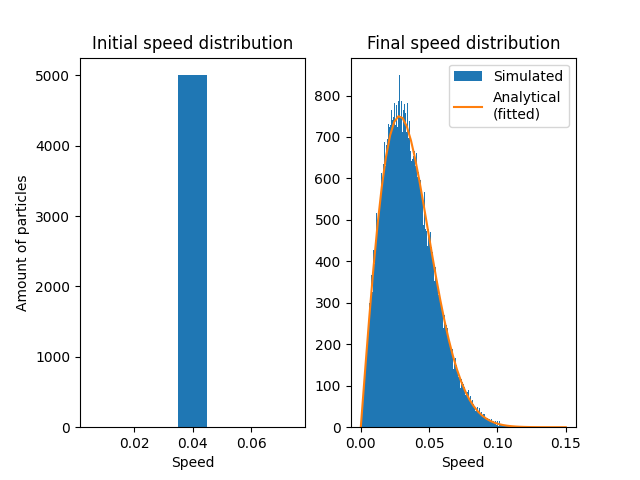 Initial speed distribution
Amount of particles
5000
4000
3000
2000
1000
0
0.02 0.04 0.06
Speed
Final speed distribution
Simulated
Analytical
(fitted)
800
700
600
500
400
300
200
100
0
0.00 0.05 0.10 0.15
Speed